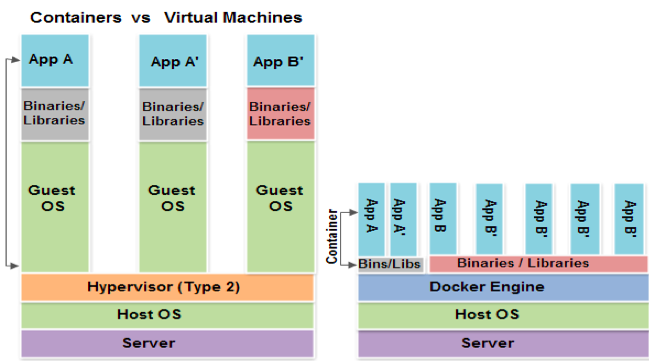 Containers vs Virtual Machines
App A
App A'
App B'
Binaries/
Libraries
Binaries/
Libraries
Binaries/
Libraries
Guest
OS
Guest
OS
Guest
OS
Hypervisor (Type 2)
Host OS
Server
Container
App A
App A'
App B
App B'
App B'
App B'
App B'
Bins/Libs
Binaries / Libraries
Docker Engine
Host OS
Server